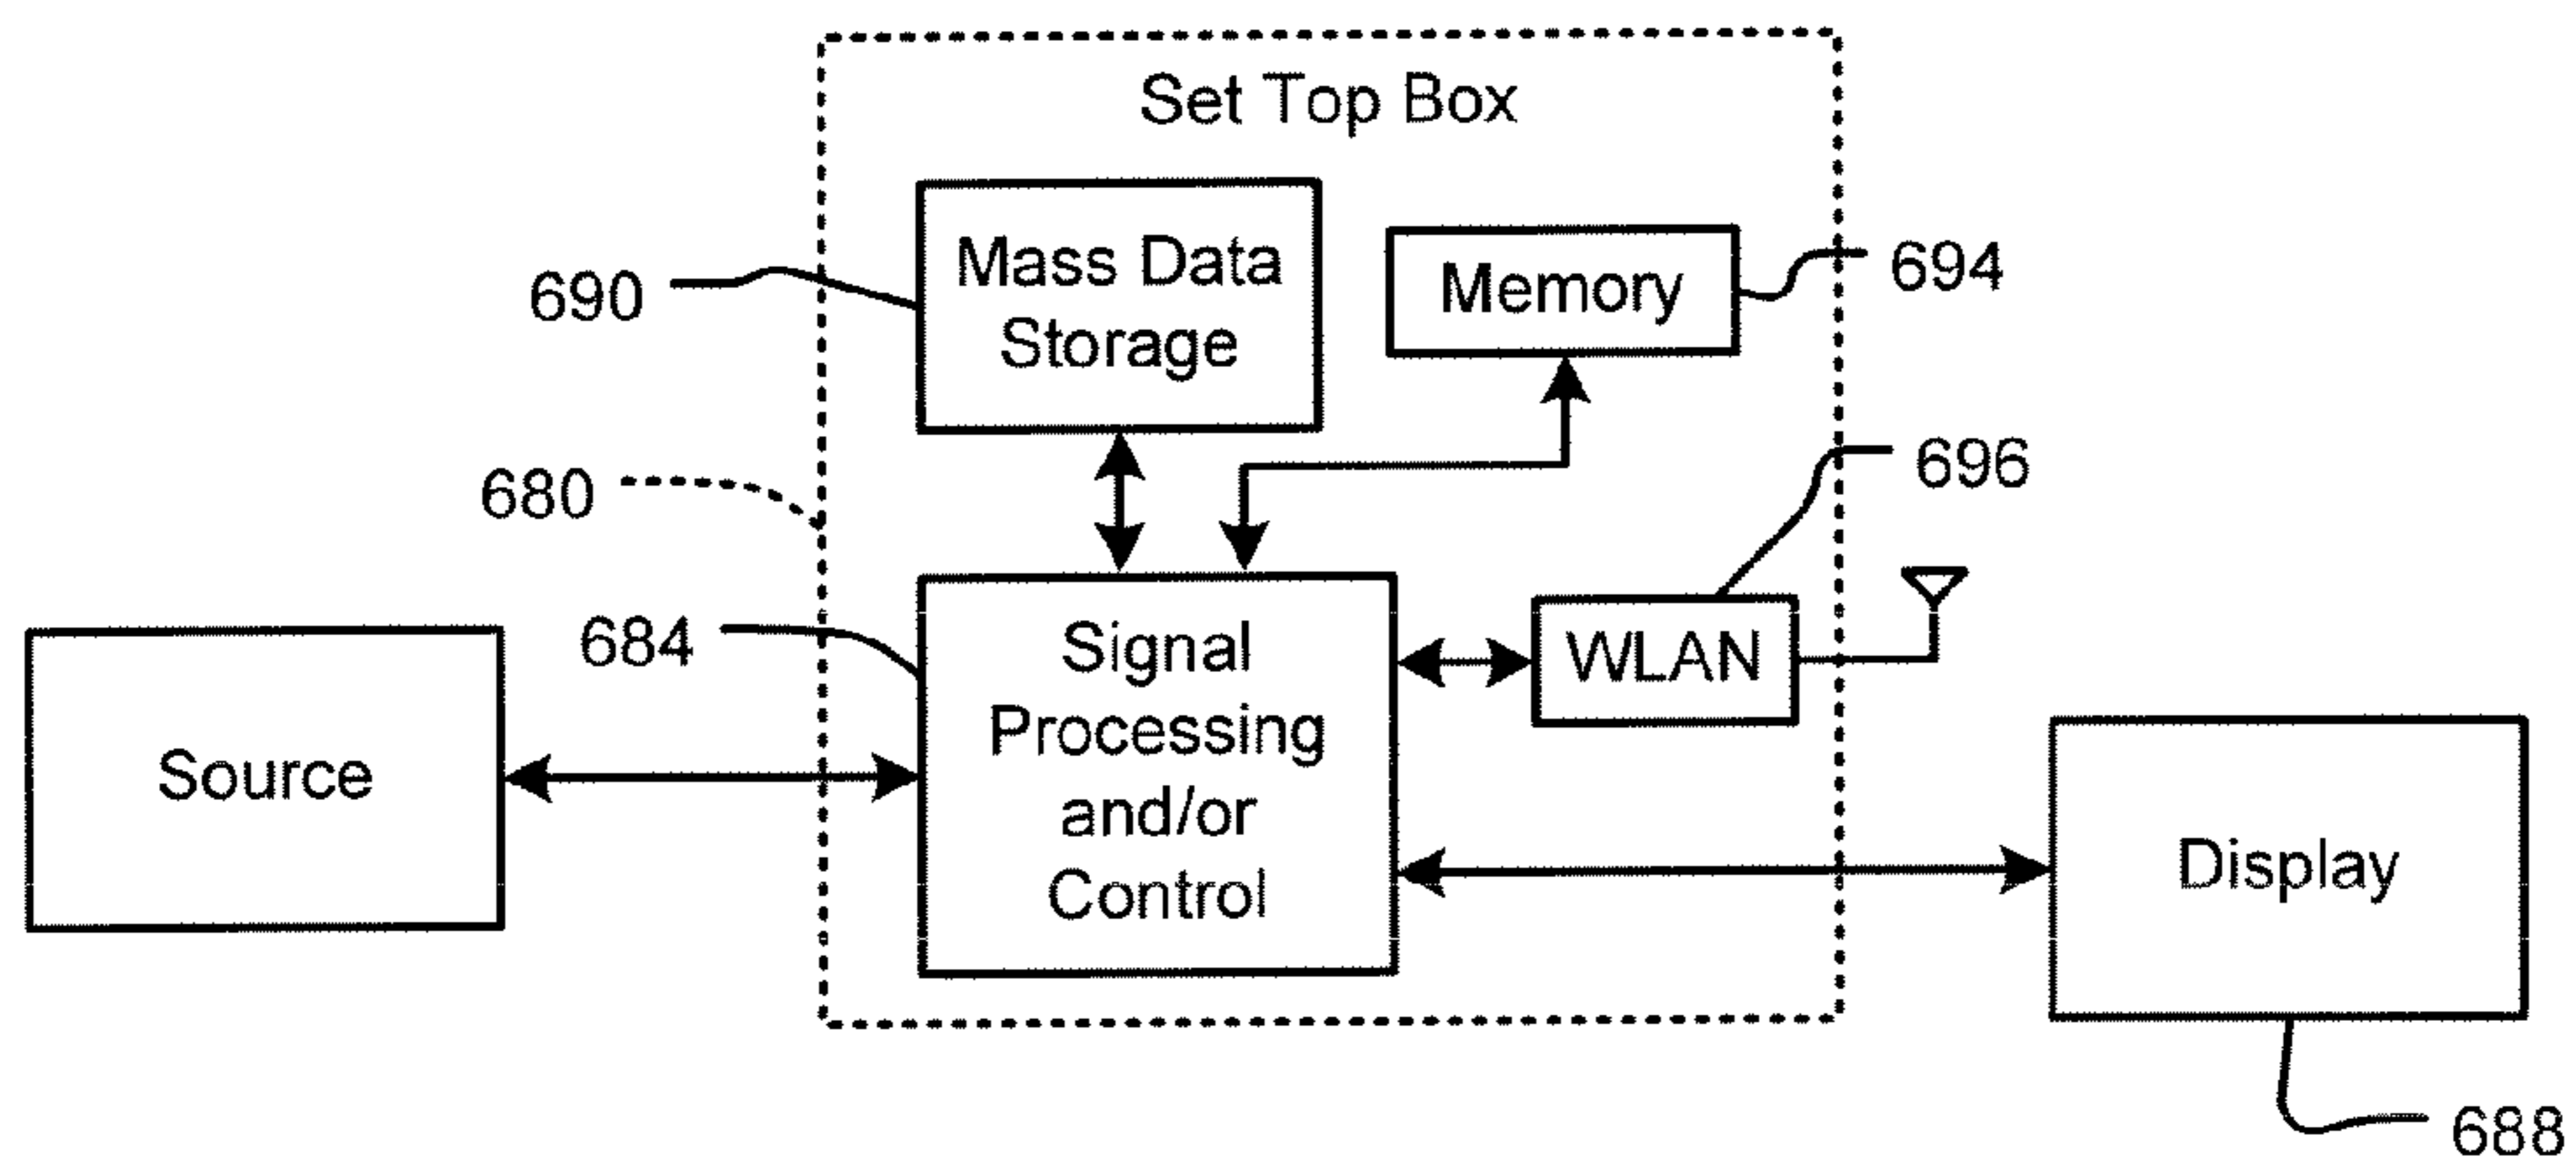 Set Top Box
Mass Data
Storage
690
Memory
694
680
696
684
Signal
Processing
and/or
Control
WLAN
Source
Display
688